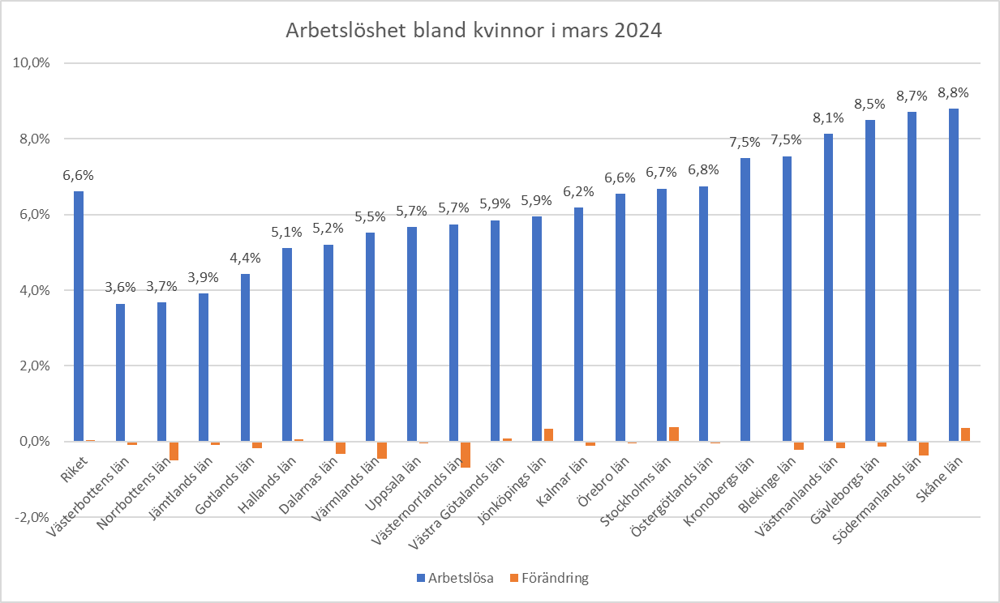 Arbetslöshet bland kvinnor i mars 2024
10,0%
8,0%
6,0%
4,0%
2,0%
0,0%
-2,0%
6,6%
3,6%
3,7%
3,9%
4,4%
5,1%
5,2%
5,5%
5,7%
5,7%
5,9%
5,9%
6,2%
6,6%
6,7%
6,8%
7,5%
7,5%
8,1%
8,5%
8,7%
8,8%
Riket
Västerbottens län
Norrbottens län
Jämtlands län
Gotlands län
Hallands län
Dalarnas län
Värmlands län
Uppsala län
Västernorrlands län
Västra Götalands län
Jönköpings län
Kalmar län
Örebro län
Stockholms län
Östergötlands län
Kronobergs län
Blekinge län
Västmanlands län
Gävleborgs län
Södermanlands län
Skåne län
Arbetslösa
Förändring